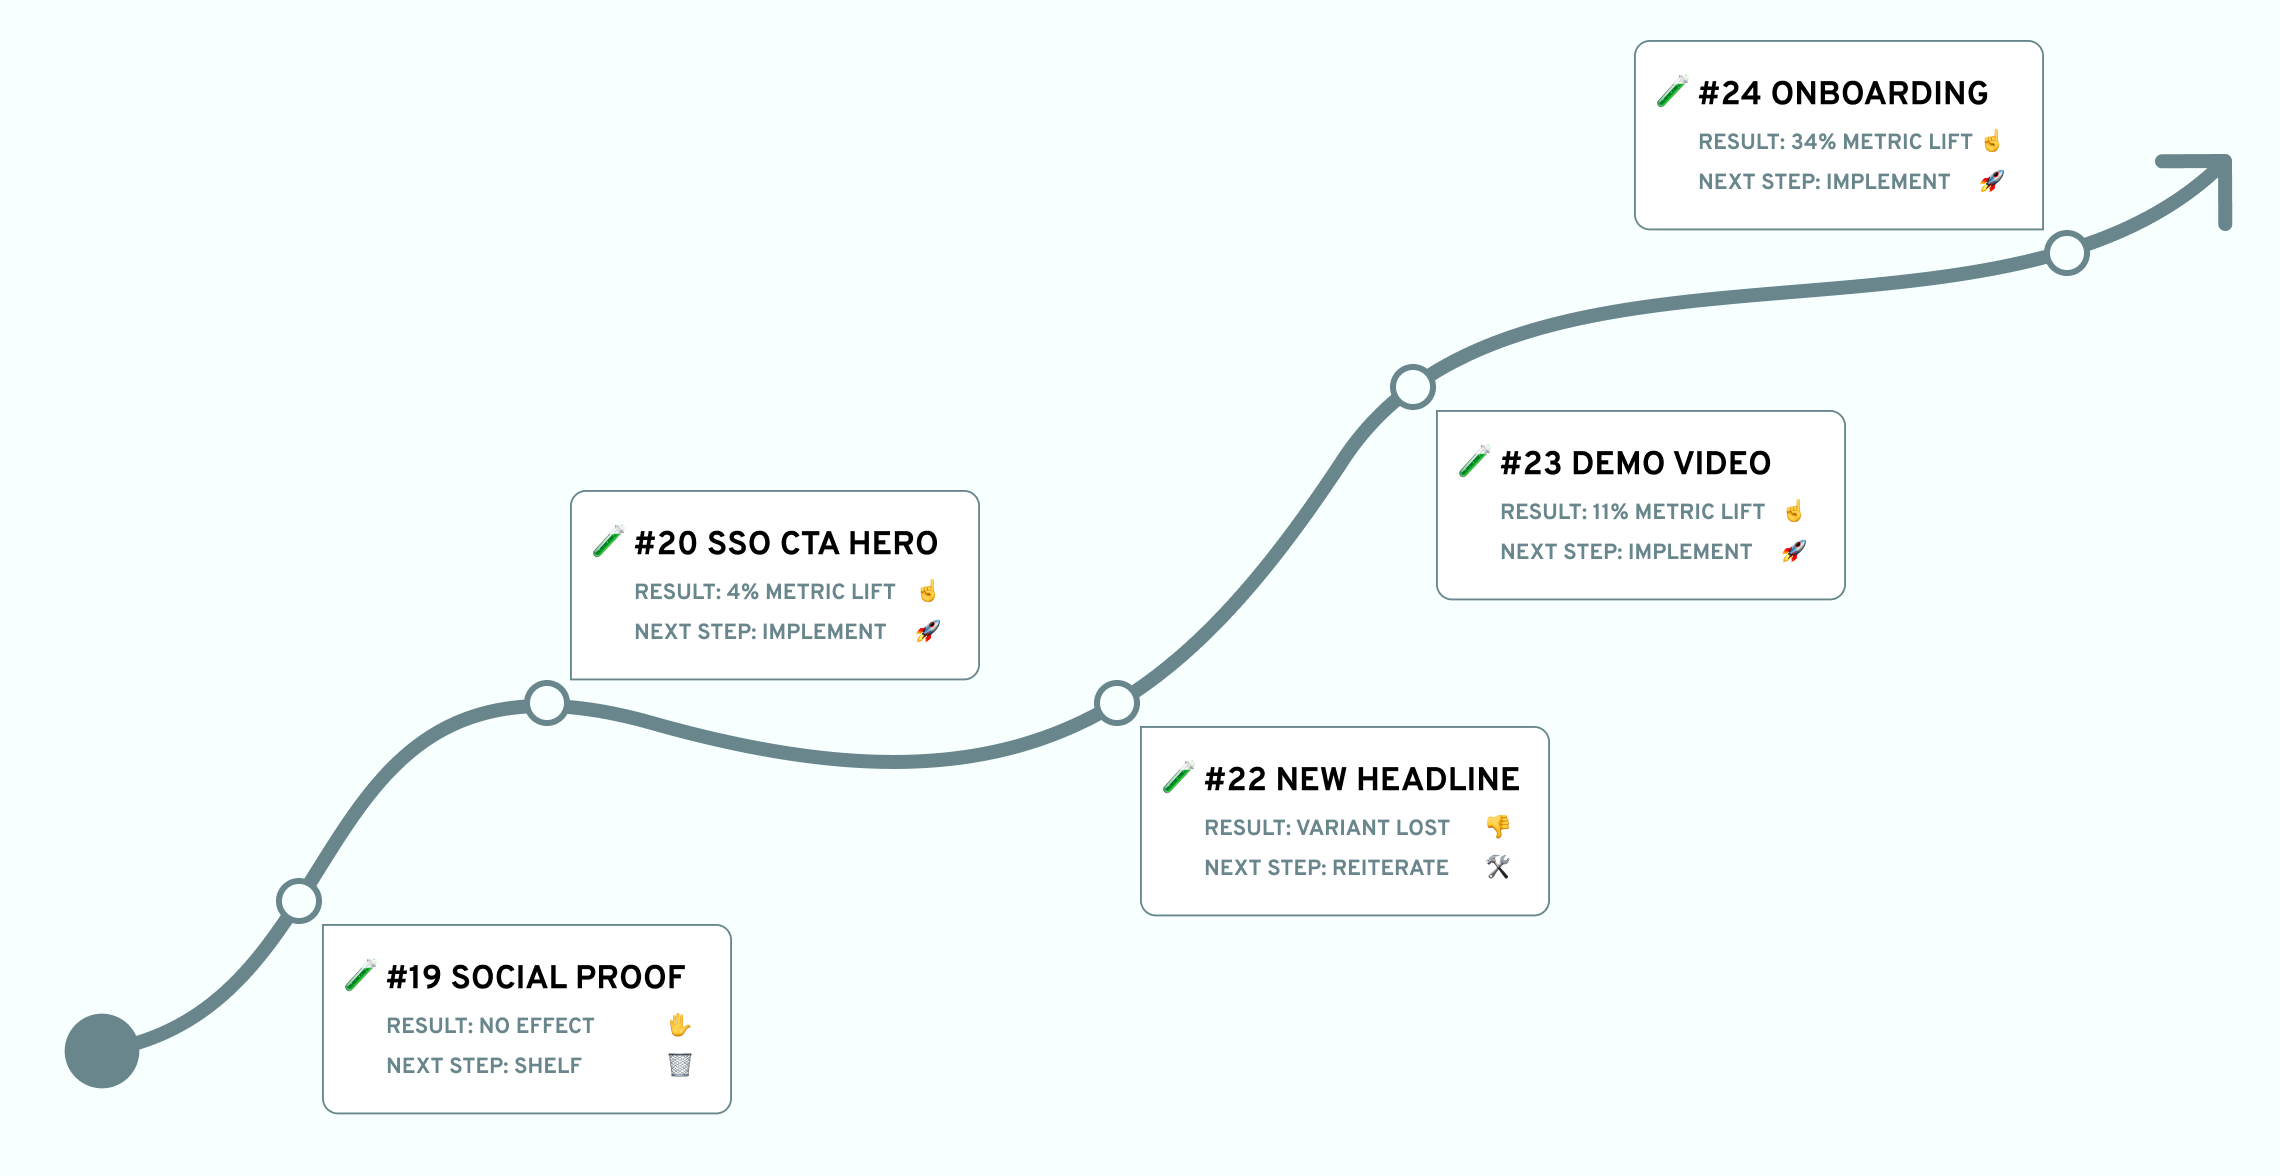 #24 ONBOARDING
RESULT: 34% METRIC LIFT ☝️
NEXT STEP: IMPLEMENT 🚀
#23 DEMO VIDEO
RESULT: 11% METRIC LIFT ☝️
NEXT STEP: IMPLEMENT 🚀
#20 SSO CTA HERO
RESULT: 4% METRIC LIFT ☝️
NEXT STEP: IMPLEMENT 🚀
#22 NEW HEADLINE
RESULT: VARIANT LOST 👎
NEXT STEP: REITERATE 🛠️
#19 SOCIAL PROOF
RESULT: NO EFFECT ✋
NEXT STEP: SHELF 🗑️